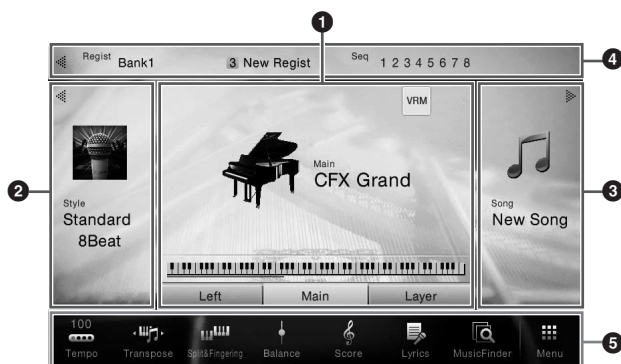 1
Regist Bank1 3 New Regist Seq 1 2 3 4 5 6 7 8
4
VRM
2
Style
Standard
8Beat
Main
CFX Grand
Song
New Song
3
Left Main Layer
100
Tempo Transpose Split&Fingering Balance Score Lyrics MusicFinder Menu
5